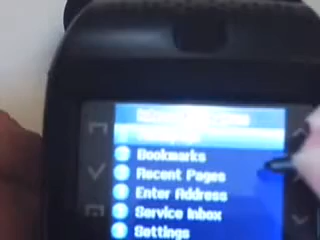 Bookmarks
Recent Pages
Enter Address
Service Inbox
Settings